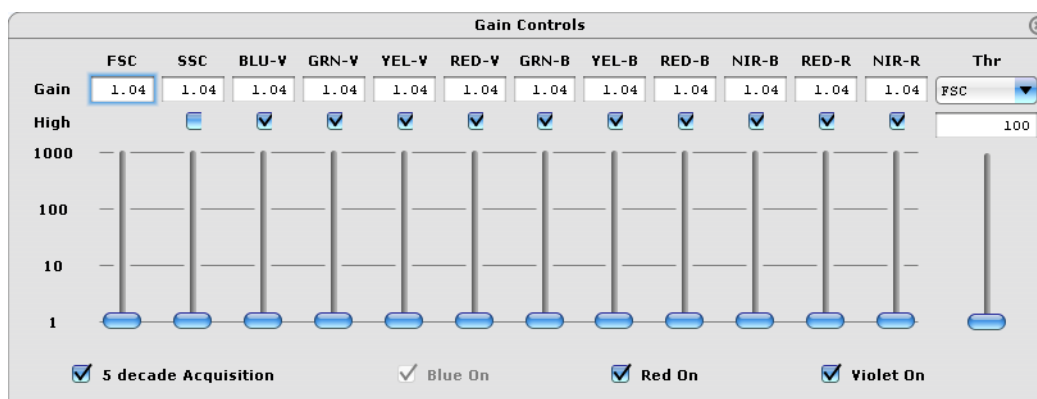 Gain Controls
FSC SSC BLU-V GRN-V YEL-V RED-V GRN-B YEL-B RED-B NIR-B RED-R NIR-R Thr
Gain 1.04 1.04 1.04 1.04 1.04 1.04 1.04 1.04 1.04 1.04 1.04 1.04 FSC
High 100
1000
100
10
1
5 decade Acquisition Blue On Red On Violet On